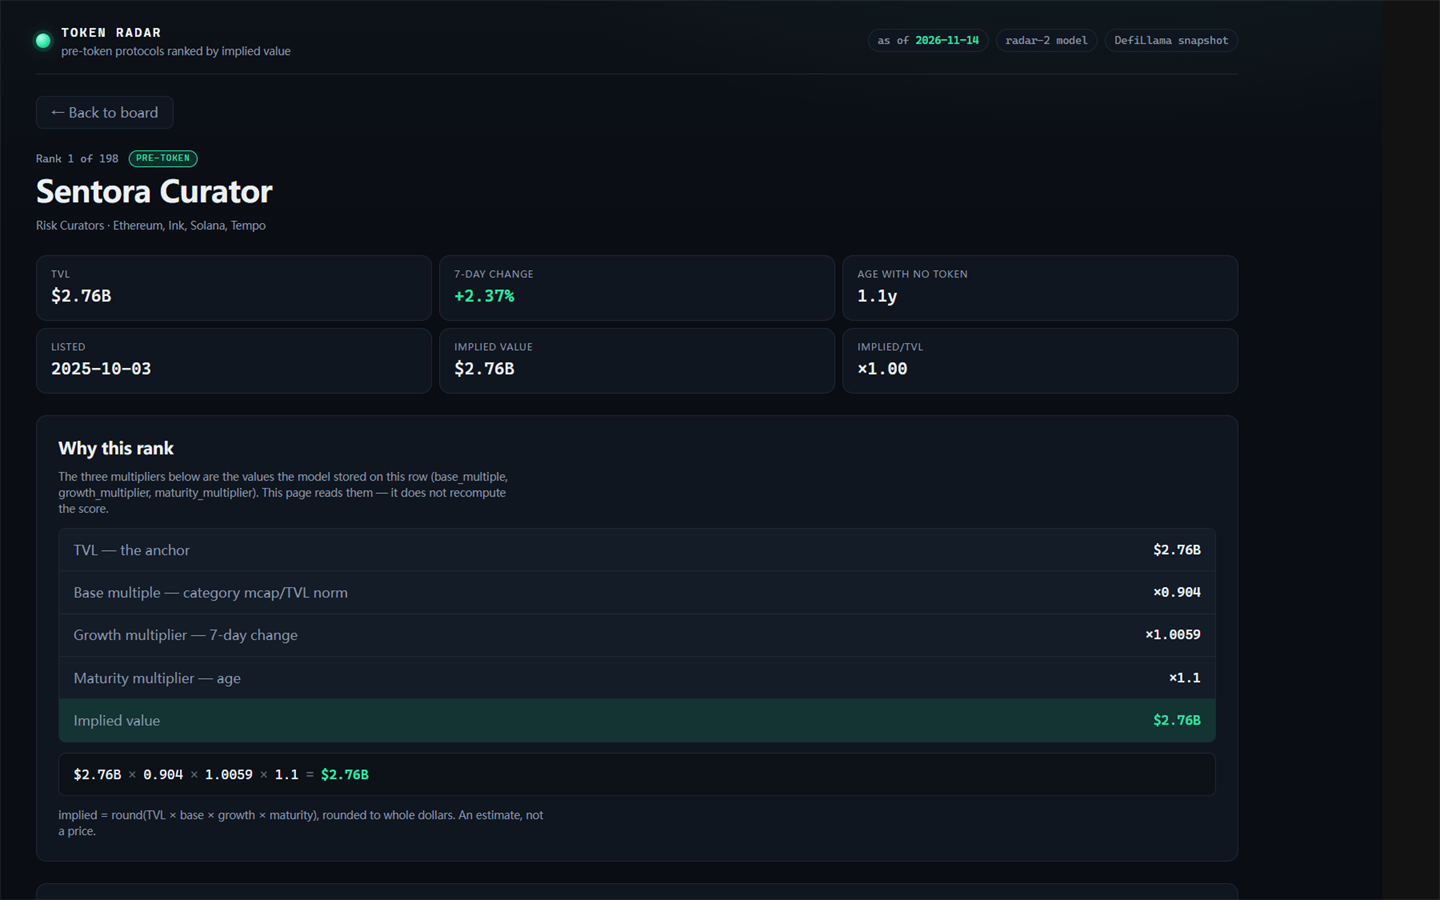 TOKEN RADAR
pre-token protocols ranked by implied value
as of 2026-11-14
radar-2 model
DefiLlama snapshot
← Back to board
Rank 1 of 198 PRE-TOKEN
Sentora Curator
Risk Curators · Ethereum, Ink, Solana, Tempo
TVL
$2.76B
7-DAY CHANGE
+2.37%
AGE WITH NO TOKEN
1.1y
LISTED
2025-10-03
IMPLIED VALUE
$2.76B
IMPLIED/TVL
×1.00
Why this rank
The three multipliers below are the values the model stored on this row (base_multiple,
growth_multiplier, maturity_multiplier). This page reads them — it does not recompute
the score.
TVL — the anchor $2.76B
Base multiple — category mcap/TVL norm ×0.904
Growth multiplier — 7-day change ×1.0059
Maturity multiplier — age ×1.1
Implied value $2.76B
$2.76B × 0.904 × 1.0059 × 1.1 = $2.76B
implied = round(TVL × base × growth × maturity), rounded to whole dollars. An estimate, not
a price.